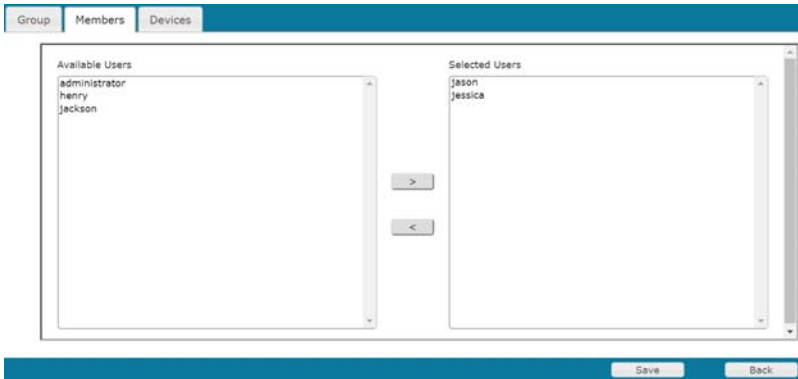 Group Members Devices
Available Users
administrator
henry
jackson
>
<
Selected Users
jason
jessica
Save Back